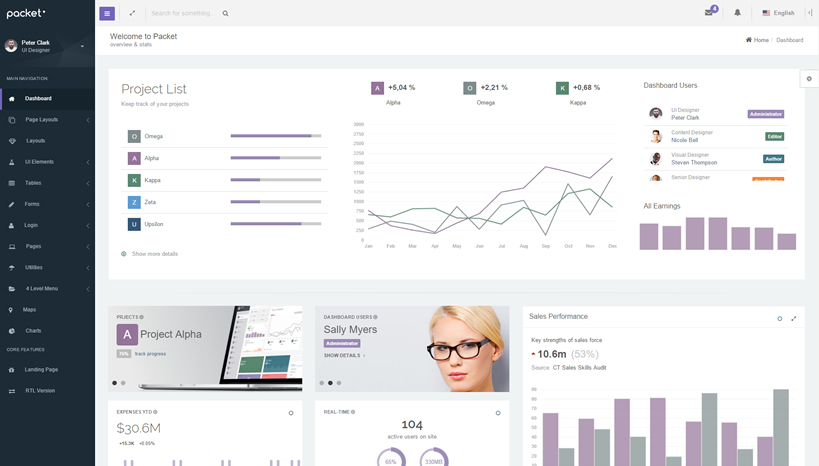 packet
Search for something...
4
English
Peter Clark
UI Designer
MAIN NAVIGATION
Dashboard
Page Layouts
Layouts
UI Elements
Tables
Forms
Login
Pages
Utilities
4 Level Menu
Maps
Charts
CORE FEATURES
Landing Page
RTL Version
Welcome to Packet
overview & stats
Home / Dashboard
Project List
Keep track of your projects
O Omega
A Alpha
K Kappa
Z Zeta
U Upsilon
Show more details
A +5,04 %
Alpha
O +2,21 %
Omega
K +0,68 %
Kappa
3000
2750
2500
2250
2000
1750
1500
1250
1000
750
500
250
0
Jan Feb Mar Apr May Jun Jul Aug Sep Oct Nov Dec
Dashboard Users
UI Designer
Peter Clark
Administrator
Content Designer
Nicole Bell
Editor
Visual Designer
Steven Thompson
Author
Senior Designer
All Earnings
PROJECTS
A Project Alpha
75% back progress
DASHBOARD USERS
Sally Myers
Administrator
SHOW DETAILS
Sales Performance
Key strengths of sales force
10.6m (53%)
Source: CT Sales Skills Audit
90
80
70
60
50
40
30
20
10
EXPENSES YTD
$30.6M
+15.3K +0.85%
REAL-TIME
104
active users on site
65%
330MB